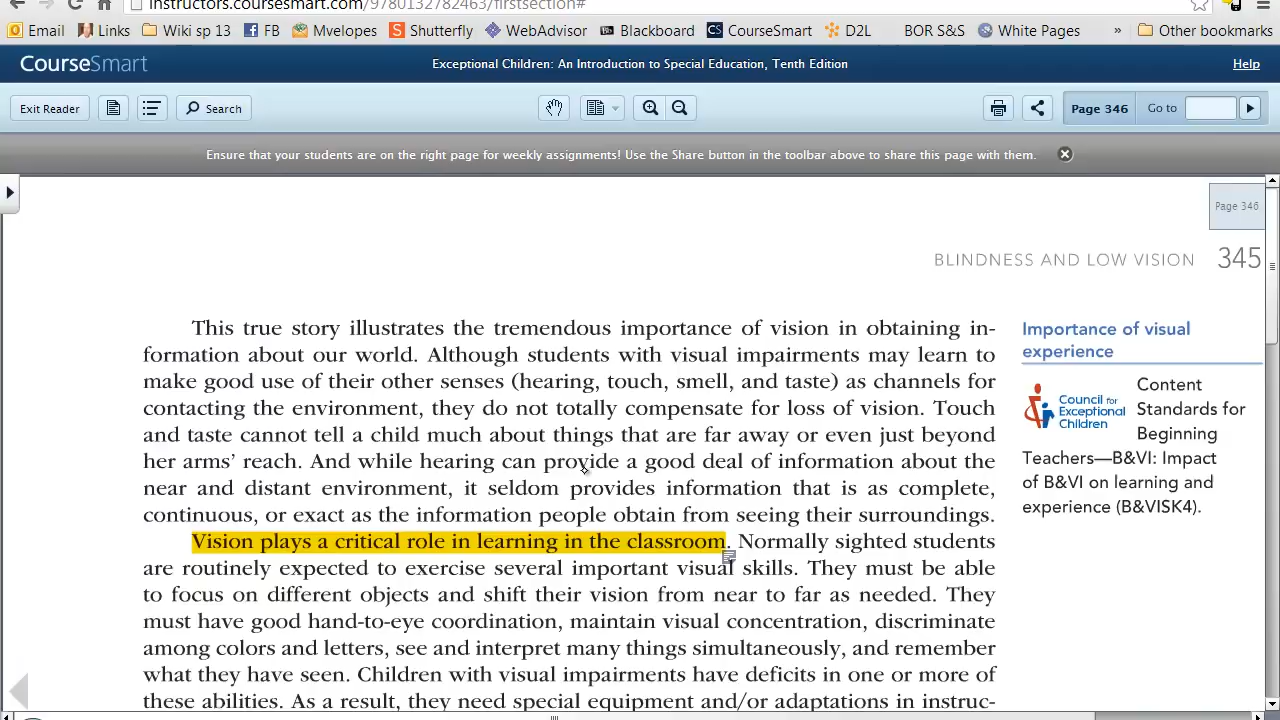 instructors.coursesmart.com/9780132782463/firstsection#
Email Links Wiki sp 13 FB Mvelopes Shutterfly WebAdvisor Blackboard CourseSmart D2L BOR S&S White Pages » Other bookmarks
CourseSmart Exceptional Children: An Introduction to Special Education, Tenth Edition Help
Exit Reader Search Page 346 Go to
Ensure that your students are on the right page for weekly assignments! Use the Share button in the toolbar above to share this page with them.
Page 346
BLINDNESS AND LOW VISION 345
This true story illustrates the tremendous importance of vision in obtaining in-
formation about our world. Although students with visual impairments may learn to
make good use of their other senses (hearing, touch, smell, and taste) as channels for
contacting the environment, they do not totally compensate for loss of vision. Touch
and taste cannot tell a child much about things that are far away or even just beyond
her arms' reach. And while hearing can provide a good deal of information about the
near and distant environment, it seldom provides information that is as complete,
continuous, or exact as the information people obtain from seeing their surroundings.
Vision plays a critical role in learning in the classroom. Normally sighted students
are routinely expected to exercise several important visual skills. They must be able
to focus on different objects and shift their vision from near to far as needed. They
must have good hand-to-eye coordination, maintain visual concentration, discriminate
among colors and letters, see and interpret many things simultaneously, and remember
what they have seen. Children with visual impairments have deficits in one or more of
these abilities. As a result, they need special equipment and/or adaptations in instruc-
Importance of visual
experience
Council for
Exceptional
Children
Content
Standards for
Beginning
Teachers—B&VI: Impact
of B&VI on learning and
experience (B&VISK4).